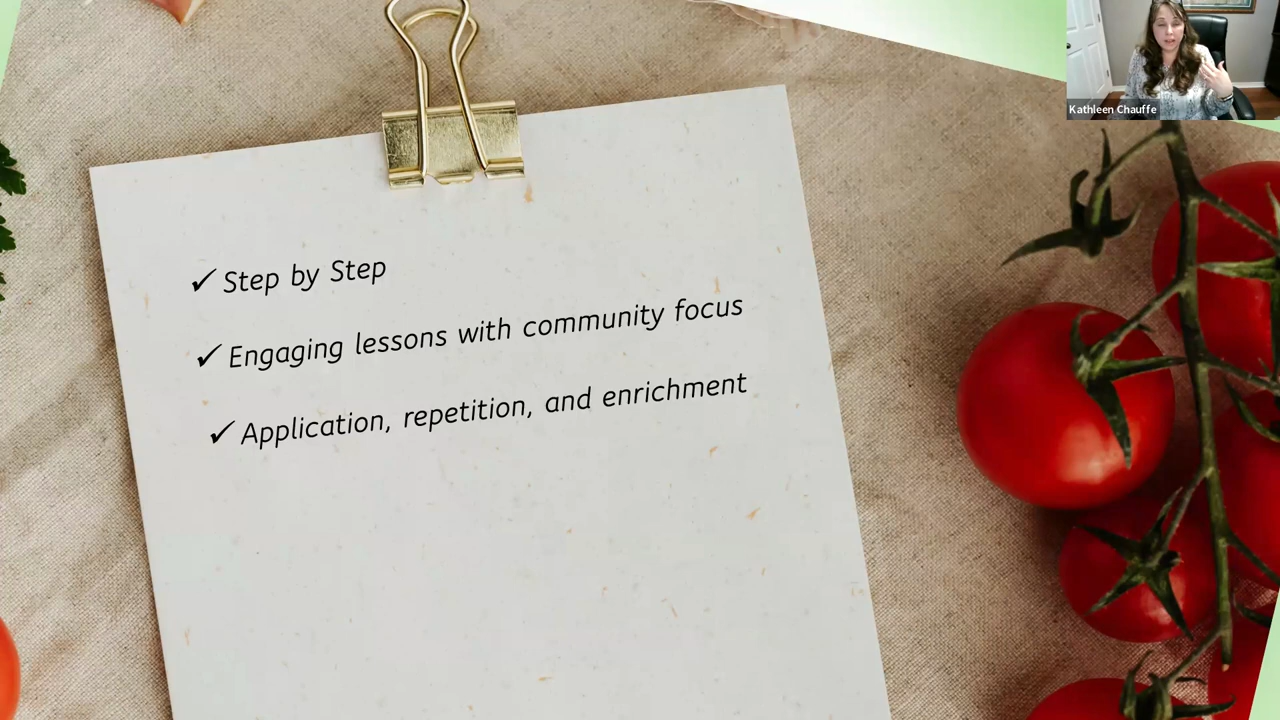 Kathleen Chauffe
✓ Step by Step
✓ Engaging lessons with community focus
✓ Application, repetition, and enrichment